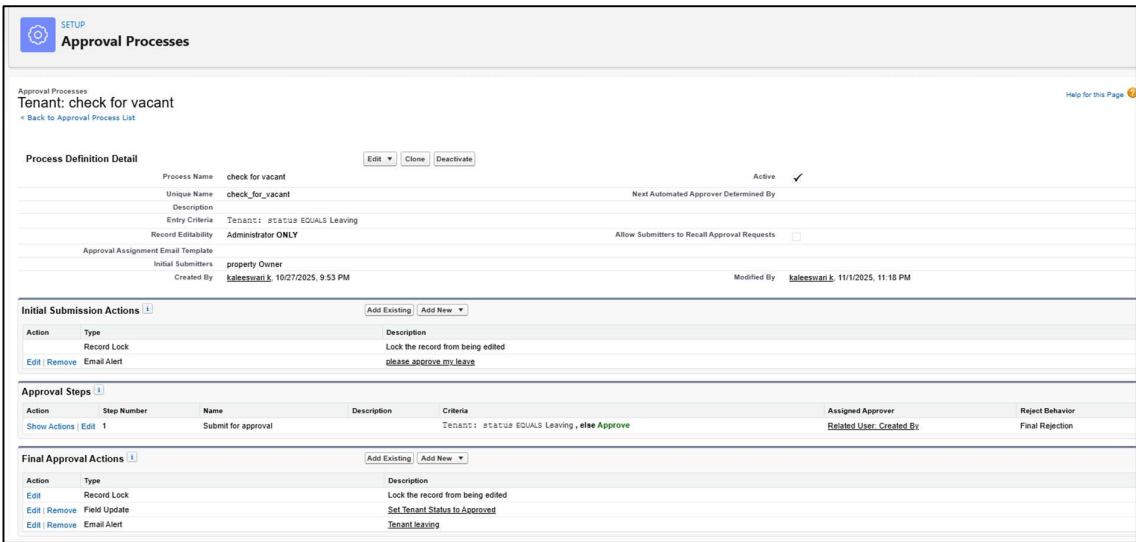 SETUP
Approval Processes
Approval Processes
Tenant: check for vacant
Help for this Page
« Back to Approval Process List
Process Definition Detail Edit Clone Deactivate
Process Name check for vacant Active
Unique Name check_for_vacant Next Automated Approver Determined By
Description
Entry Criteria Tenant: status EQUALS Leaving
Record Editability Administrator ONLY Allow Submitters to Recall Approval Requests
Approval Assignment Email Template
Initial Submitters property Owner
Created By kaleeswari k, 10/27/2025, 9:53 PM Modified By kaleeswari k, 11/1/2025, 11:18 PM
Initial Submission Actions i Add Existing Add New
Action Type Description
Record Lock Lock the record from being edited
Edit | Remove Email Alert please approve my leave
Approval Steps i
Action Step Number Name Description Criteria Assigned Approver Reject Behavior
Show Actions | Edit 1 Submit for approval Tenant: status EQUALS Leaving , else Approve Related User: Created By Final Rejection
Final Approval Actions i Add Existing Add New
Action Type Description
Edit Record Lock Lock the record from being edited
Edit | Remove Field Update Set Tenant Status to Approved
Edit | Remove Email Alert Tenant leaving